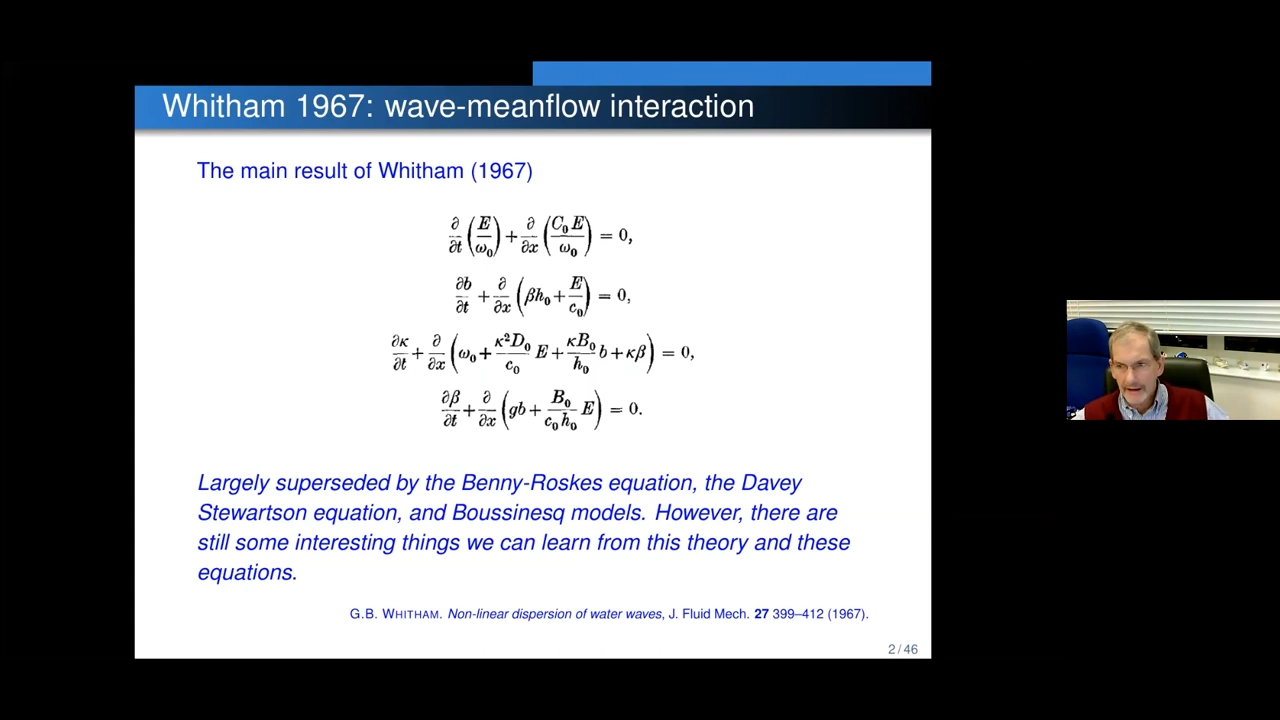 Whitham 1967: wave-meanflow interaction
The main result of Whitham (1967)
∂/∂t (E/ω₀) + ∂/∂x (C₀E/ω₀) = 0,
∂b/∂t + ∂/∂x (βh₀ + E/c₀) = 0,
∂κ/∂t + ∂/∂x (ω₀ + κ²D₀/c₀ E + κB₀/h₀ b + κβ) = 0,
∂β/∂t + ∂/∂x (gb + B₀/c₀h₀ E) = 0.
Largely superseded by the Benny-Roskes equation, the Davey
Stewartson equation, and Boussinesq models. However, there are
still some interesting things we can learn from this theory and these
equations.
G.B. WHITHAM. Non-linear dispersion of water waves, J. Fluid Mech. 27 399–412 (1967).
2 / 46